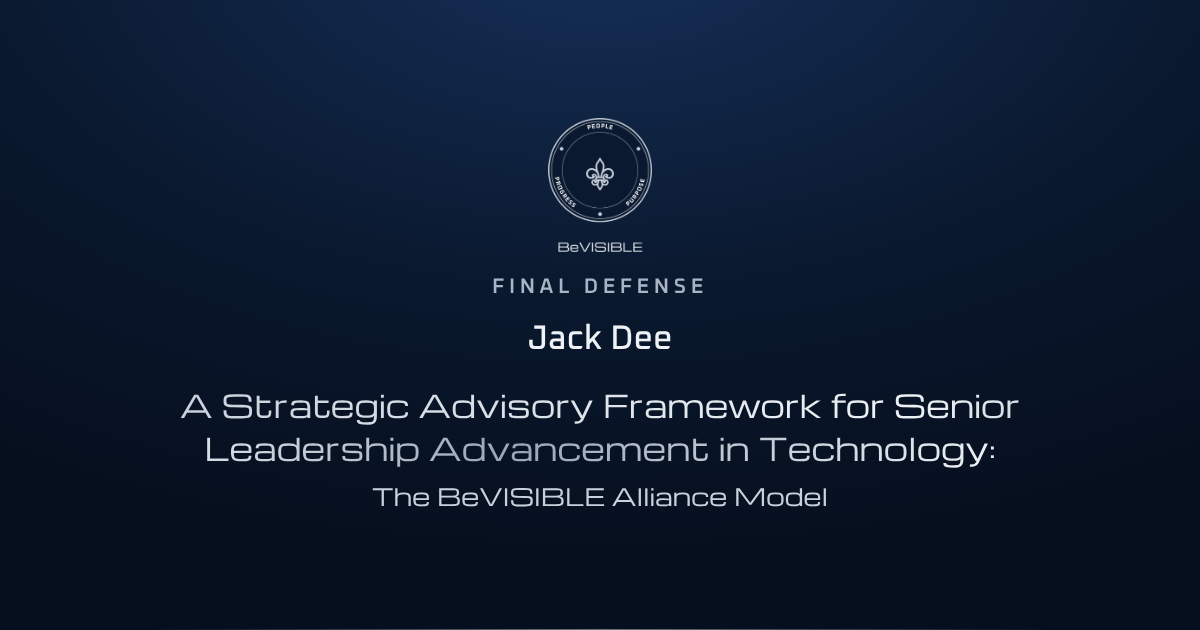 PEOPLE
PROGRESS
PURPOSE
BeVISIBLE
FINAL DEFENSE
Jack Dee
A Strategic Advisory Framework for Senior
Leadership Advancement in Technology:
The BeVISIBLE Alliance Model